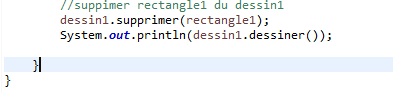 //suppimer rectangle1 du dessin1
dessin1.supprimer(rectangle1);
System.out.println(dessin1.dessiner());
}
}